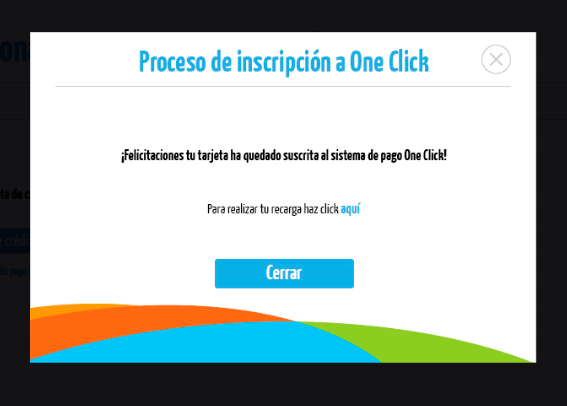 Proceso de inscripción a One Click
¡Felicitaciones tu tarjeta ha quedado suscrita al sistema de pago One Click!
Para realizar tu recarga haz click aquí
Cerrar